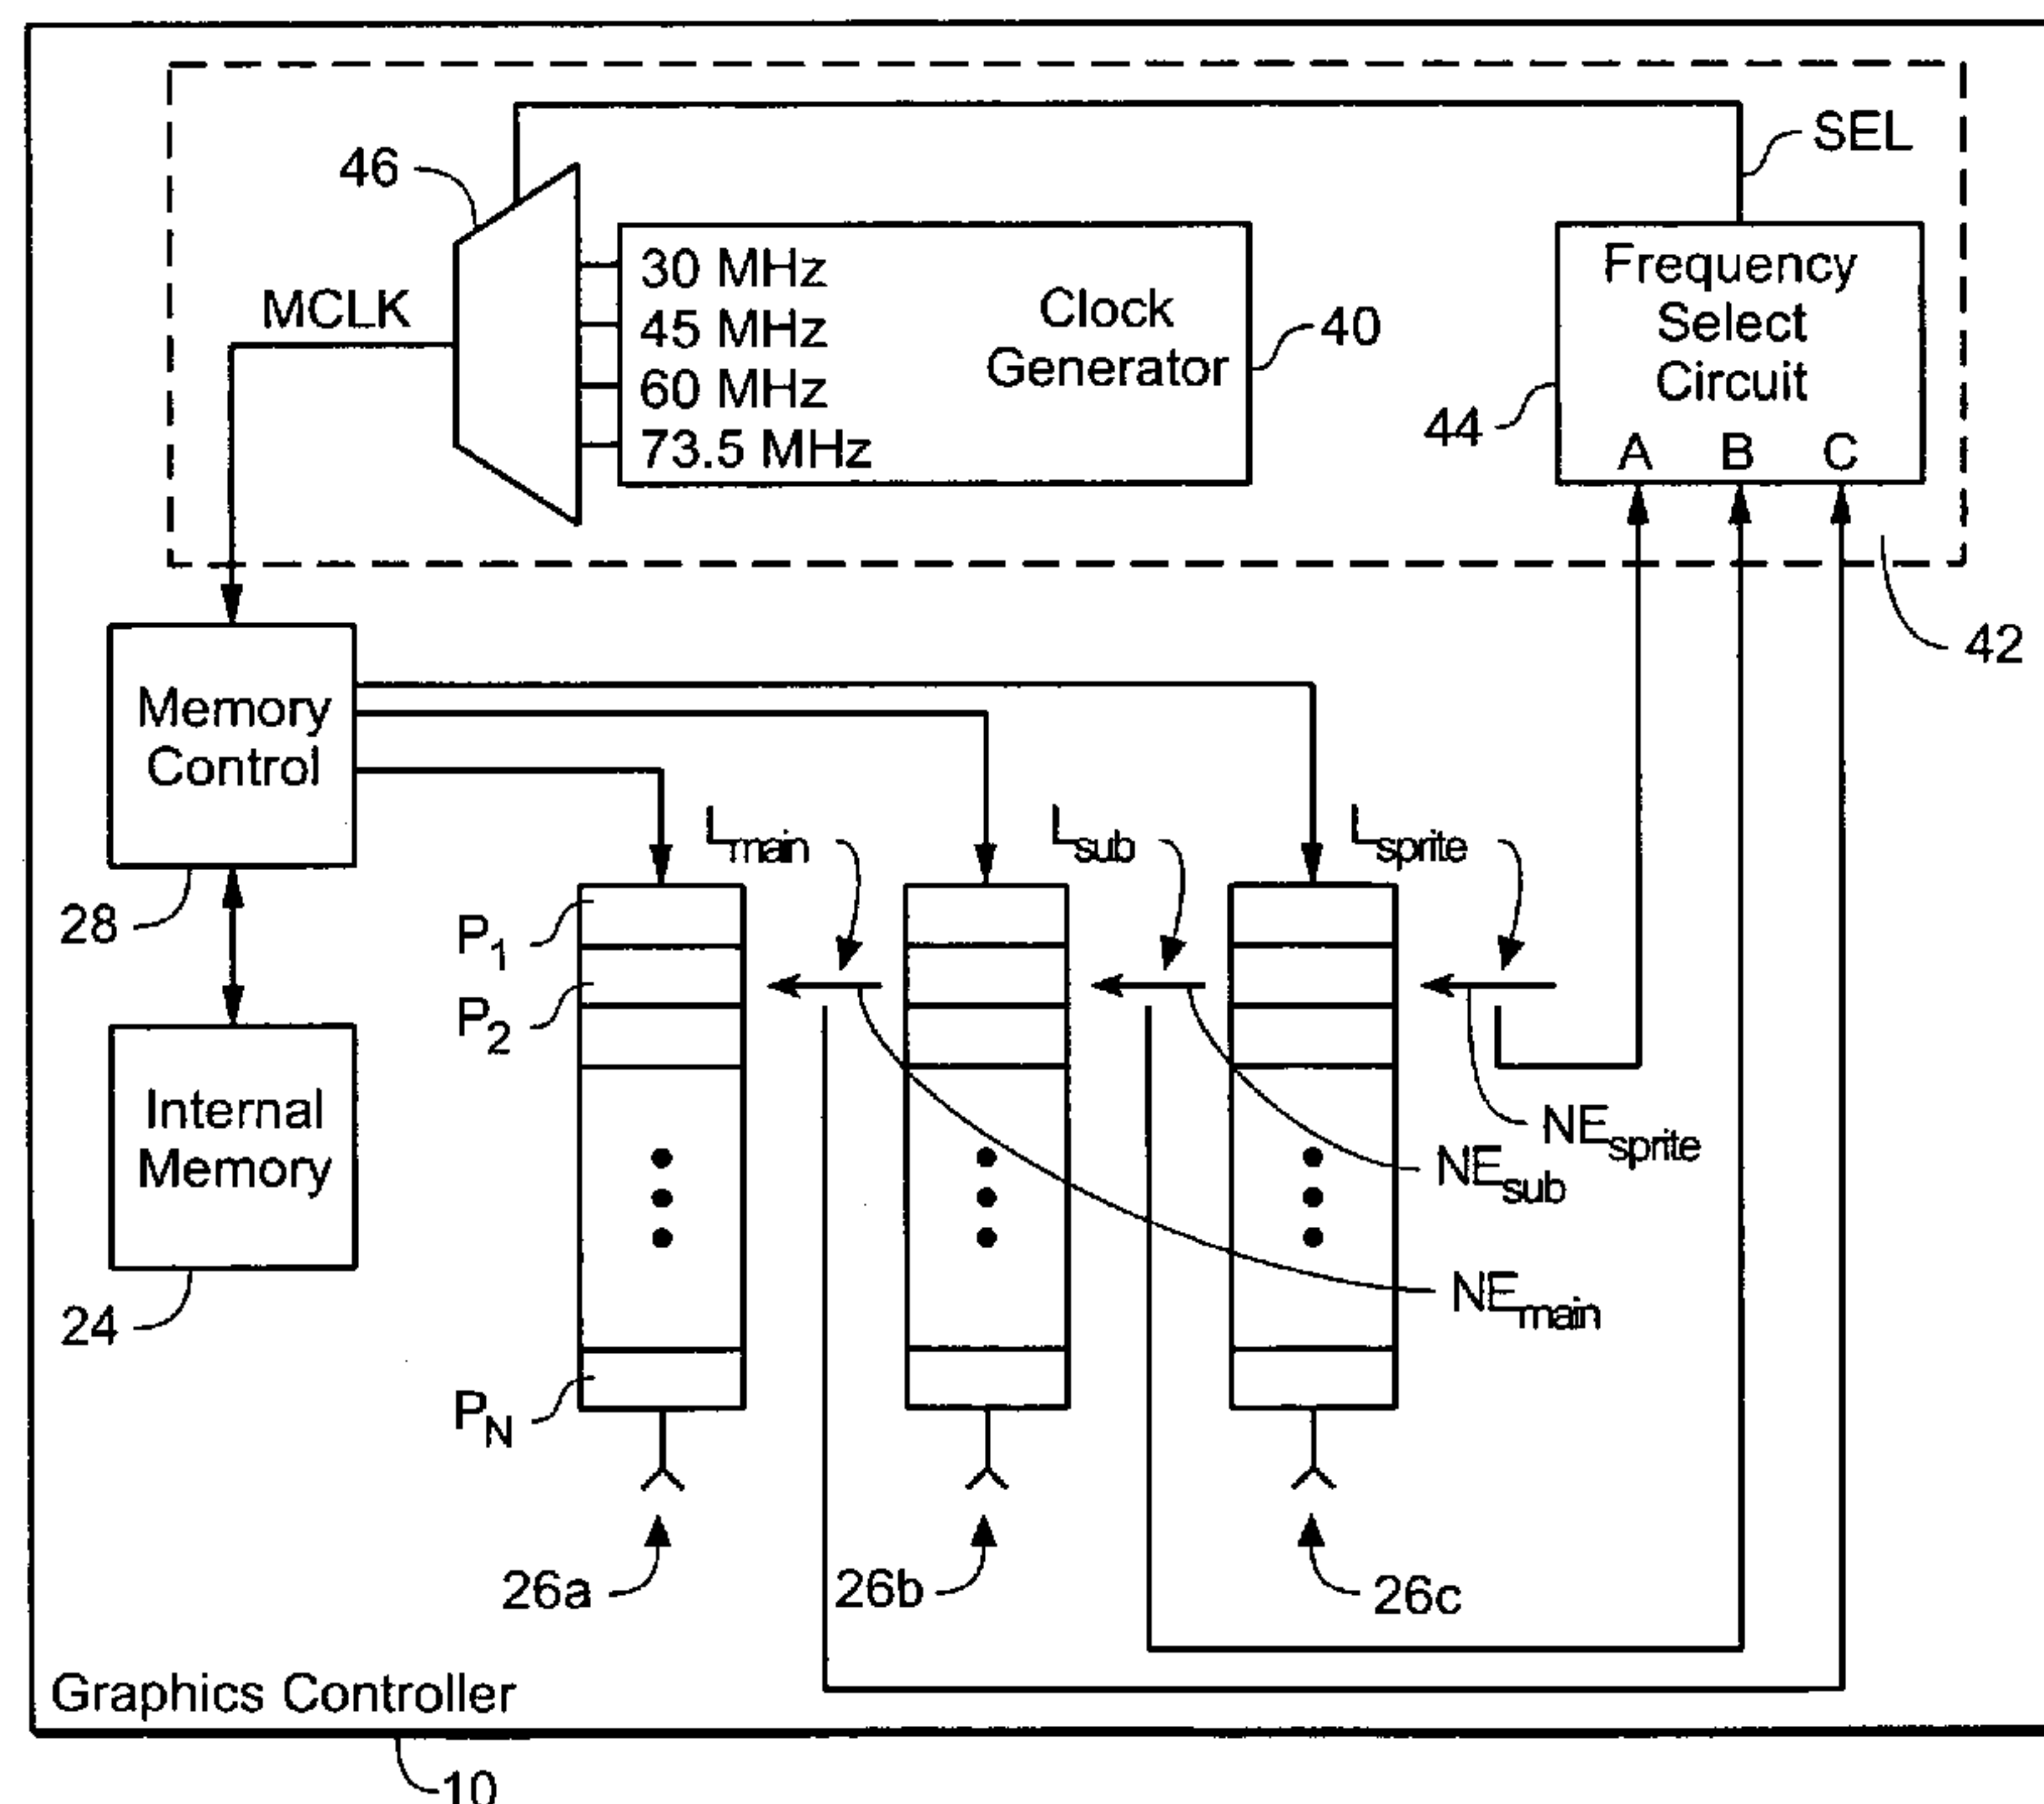 SEL
46
30 MHz
45 MHz
60 MHz
73.5 MHz
Clock
Generator
40
Frequency
Select
Circuit
A B C
44
MCLK
42
Memory
Control
28
Internal
Memory
24
Lmain
Lsub
Lsprite
P1
P2
PN
NEsprite
NEsub
NEmain
26a
26b
26c
Graphics Controller
10